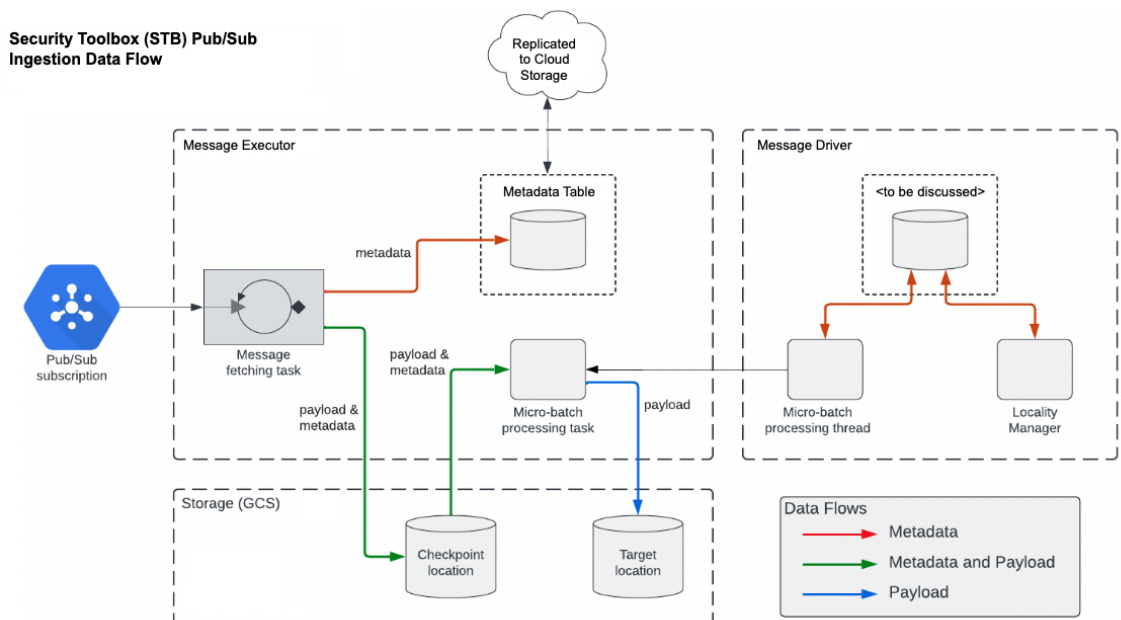 Security Toolbox (STB) Pub/Sub
Ingestion Data Flow
Replicated
to Cloud
Storage
Message Executor
Message Driver
Metadata Table
<to be discussed>
metadata
Pub/Sub
subscription
Message
fetching task
payload &
metadata
payload &
metadata
Micro-batch
processing task
payload
Micro-batch
processing thread
Locality
Manager
Storage (GCS)
Checkpoint
location
Target
location
Data Flows
Metadata
Metadata and Payload
Payload